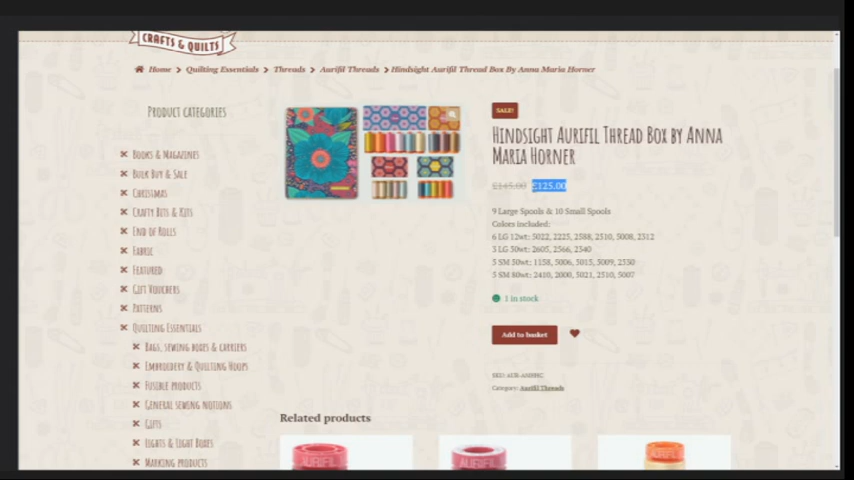 CRAFTS & QUILTS
Home > Quilting Essentials > Threads > Aurifil Threads > Hindsight Aurifil Thread Box By Anna Maria Horner
Product categories
Books & Magazines
Bulk Buy & Sale
Christmas
Crafty Bits & Kits
End of Rolls
Fabric
Featured
Gift Vouchers
Patterns
Quilting Essentials
Bags, sewing boxes & carriers
Embroidery & Quilting Hoops
Fusible products
General sewing notions
Gifts
Lights & Light Boxes
Marking products
SALE!
Hindsight Aurifil Thread Box by Anna
Maria Horner
£145.00 £125.00
9 Large Spools & 10 Small Spools
Colors included:
6 LG 12wt: 5022, 2225, 2588, 2510, 5008, 2512
3 LG 50wt: 2605, 2566, 2540
5 SM 50wt: 1158, 5006, 5015, 5009, 2530
5 SM 80wt: 2410, 2000, 5021, 2510, 5007
1 in stock
Add to basket
Category: Aurifil Threads
Related products
AURIFIL
AURIFIL
AURIFIL